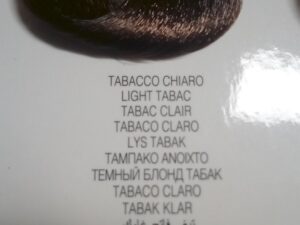 TABACCO CHIARO
LIGHT TABAC
TABAC CLAIR
TABACO CLARO
LYS TABAK
ΤΑΜΠΑΚΟ ΑΝΟΙΧΤΟ
ТЕМНЫЙ БЛОНД ТАБАК
TABACO CLARO
TABAK KLAR